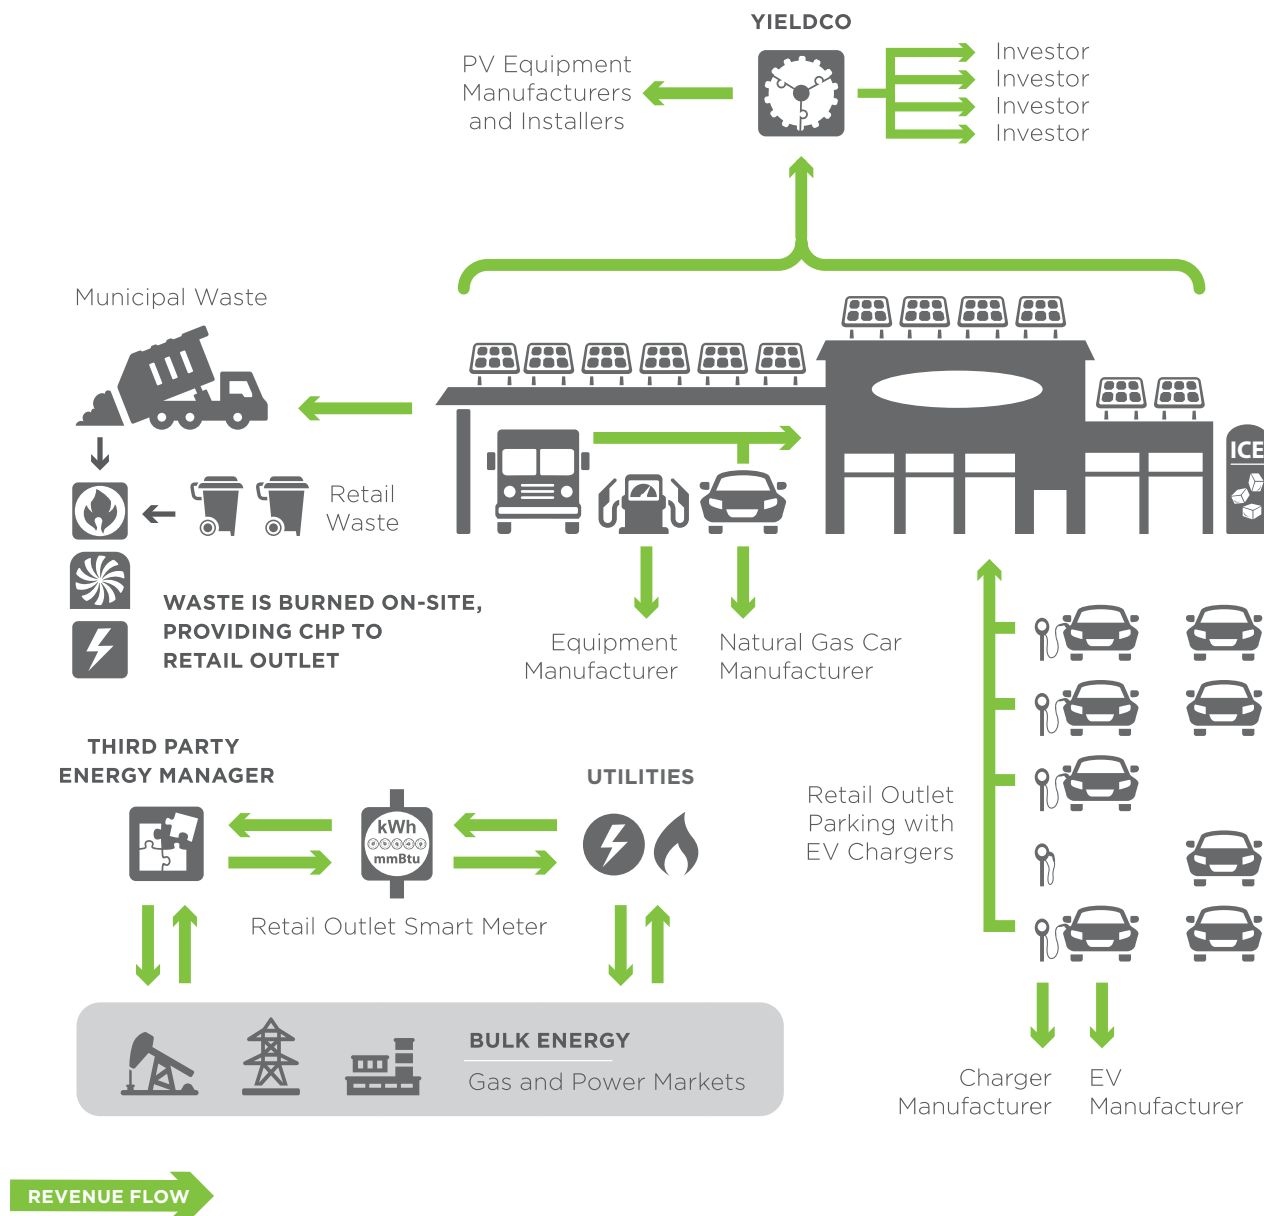 YIELDCO
PV Equipment
Manufacturers
and Installers
Investor
Investor
Investor
Investor
Municipal Waste
ICE
Retail
Waste
WASTE IS BURNED ON-SITE,
PROVIDING CHP TO
RETAIL OUTLET
Equipment
Manufacturer
Natural Gas Car
Manufacturer
THIRD PARTY
ENERGY MANAGER
UTILITIES
kWh
mmBtu
Retail Outlet Smart Meter
Retail Outlet
Parking with
EV Chargers
BULK ENERGY
Gas and Power Markets
Charger
Manufacturer
EV
Manufacturer
REVENUE FLOW